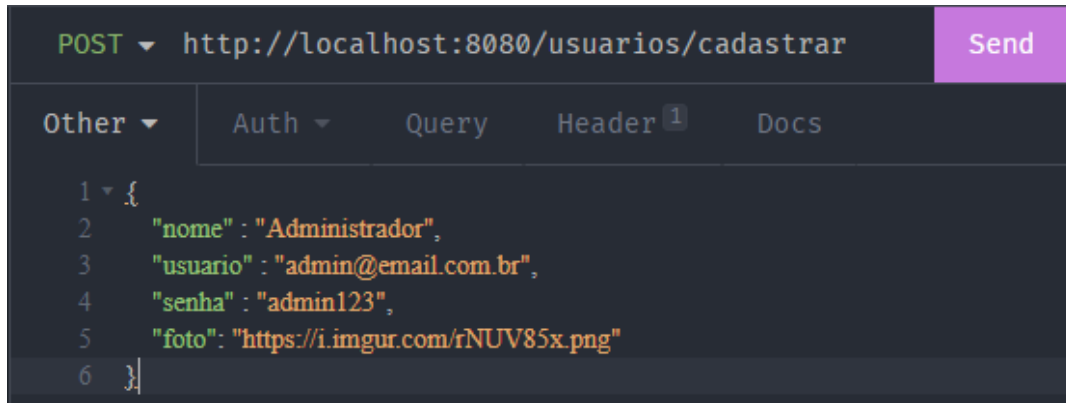 POST http://localhost:8080/usuarios/cadastrar Send
Other Auth Query Header 1 Docs
1 {
2 "nome" : "Administrador",
3 "usuario" : "admin@email.com.br",
4 "senha" : "admin123",
5 "foto": "https://i.imgur.com/rNUV85x.png"
6 }